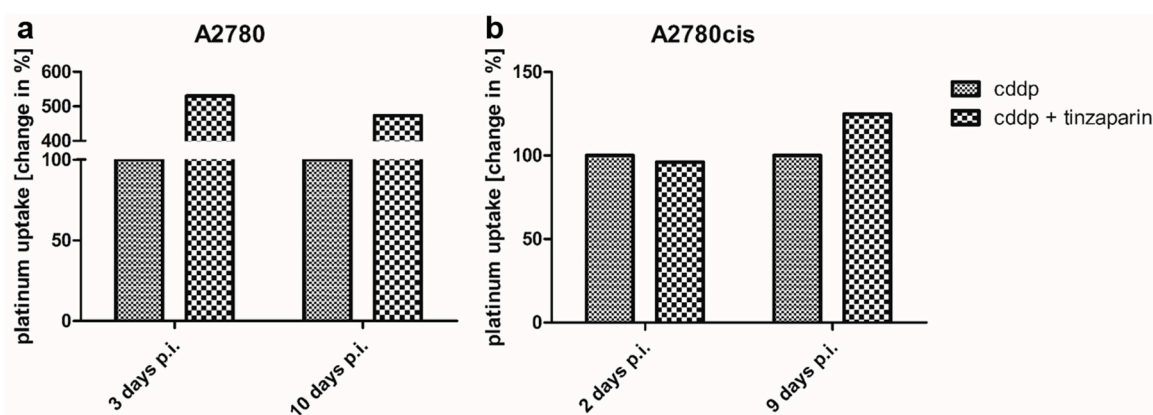 a
A2780
platinum uptake [change in %]
600
500
400
100
50
0
3 days p.i.
10 days p.i.
b
A2780cis
platinum uptake [change in %]
150
100
50
0
2 days p.i.
9 days p.i.
cddp
cddp + tinzaparin